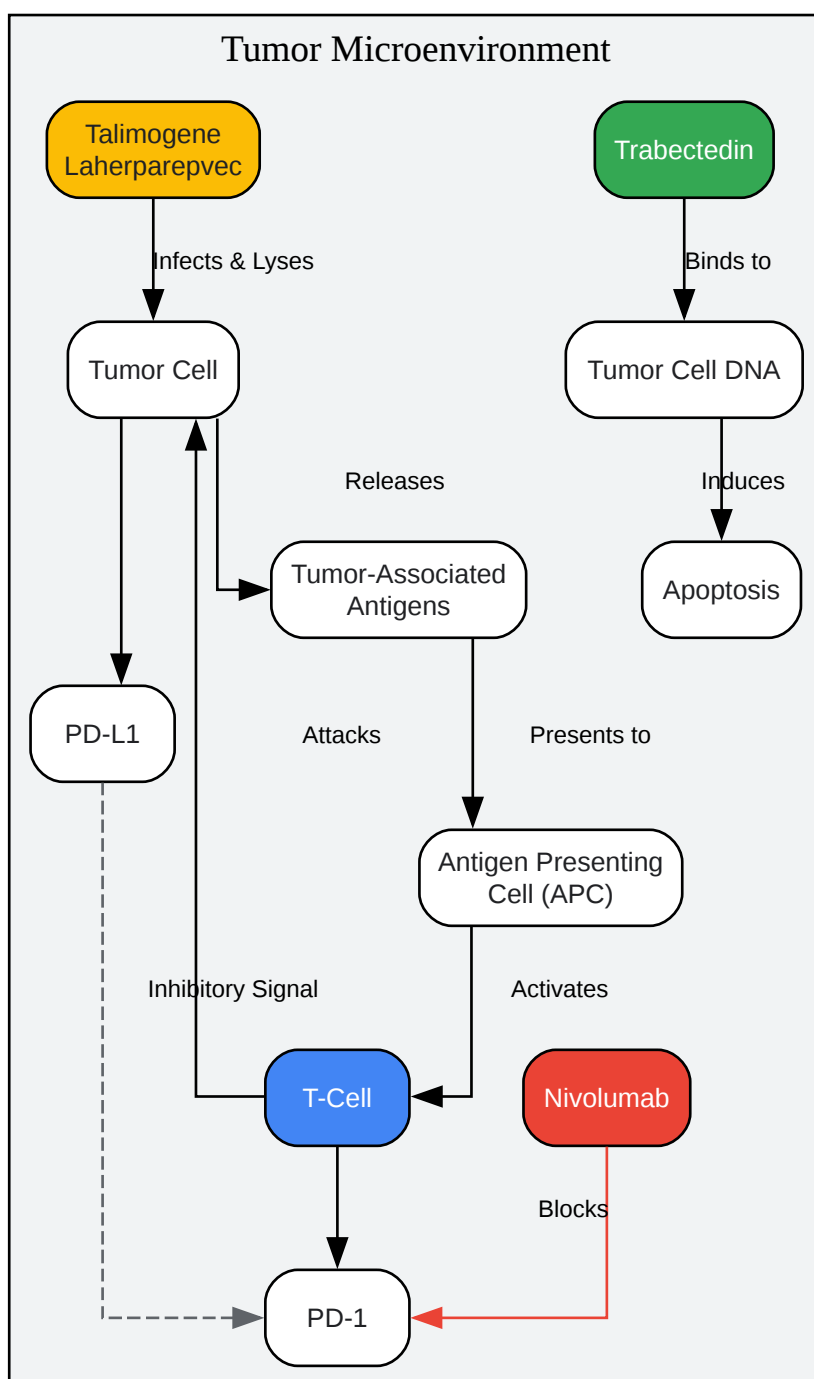 Tumor Microenvironment
Talimogene
Laherparepvec
Trabectedin
Infects & Lyses
Binds to
Tumor Cell
Tumor Cell DNA
Releases
Induces
Tumor-Associated
Antigens
Apoptosis
PD-L1
Attacks
Presents to
Antigen Presenting
Cell (APC)
Inhibitory Signal
Activates
T-Cell
Nivolumab
Blocks
PD-1